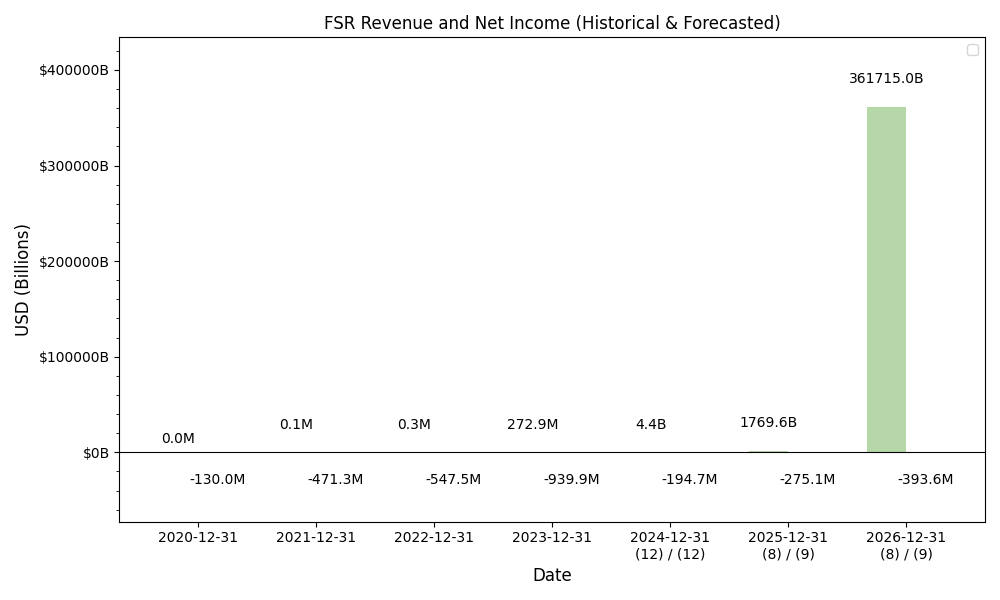 FSR Revenue and Net Income (Historical & Forecasted)
$400000B
$300000B
$200000B
$100000B
$0B
USD (Billions)
0.0M
0.1M
0.3M
272.9M
4.4B
1769.6B
361715.0B
-130.0M
-471.3M
-547.5M
-939.9M
-194.7M
-275.1M
-393.6M
2020-12-31
2021-12-31
2022-12-31
2023-12-31
2024-12-31
(12) / (12)
2025-12-31
(8) / (9)
2026-12-31
(8) / (9)
Date